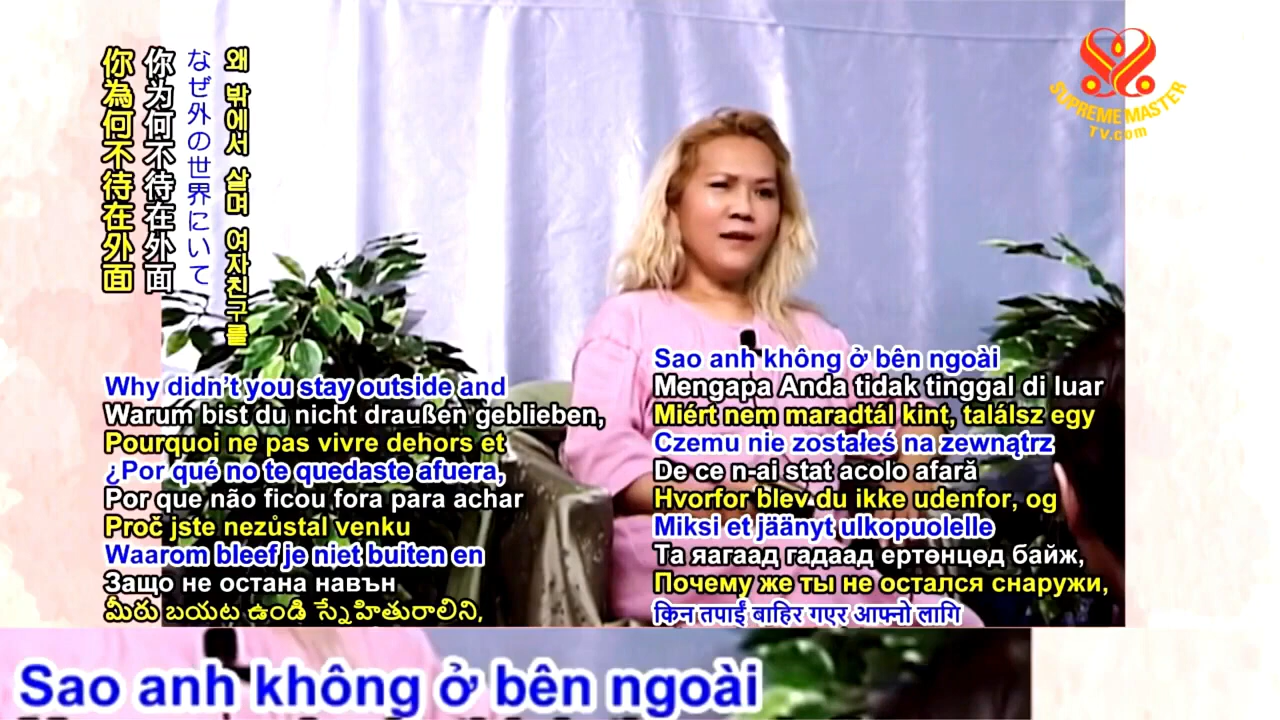 你為何不待在外面
你为何不待在外面
なぜ外の世界にいて
왜 밖에서 살며 여자친구를
SUPREME MASTER
TV.com
Why didn't you stay outside and
Warum bist du nicht draußen geblieben,
Pourquoi ne pas vivre dehors et
¿Por qué no te quedaste afuera,
Por que não ficou fora para achar
Proč jste nezůstál venku
Waarom bleef je niet buiten en
Защо не остана навън
మీరు బయట ఉండి స్నేహితురాలిని,
Sao anh không ở bên ngoài
Mengapa Anda tidak tinggal di luar
Miért nem maradtál kint, találsz egy
Czemu nie zostałeś na zewnątrz
De ce n-ai stat acolo afară
Hvorfor blev du ikke udenfor, og
Miksi et jäänyt ulkopuolelle
Та яагаад гадаад ертөнцөд байж,
Почему же ты не остался снаружи,
किन तपाईं बाहिर गएर आफ्नो लागि
Sao anh không ở bên ngoài